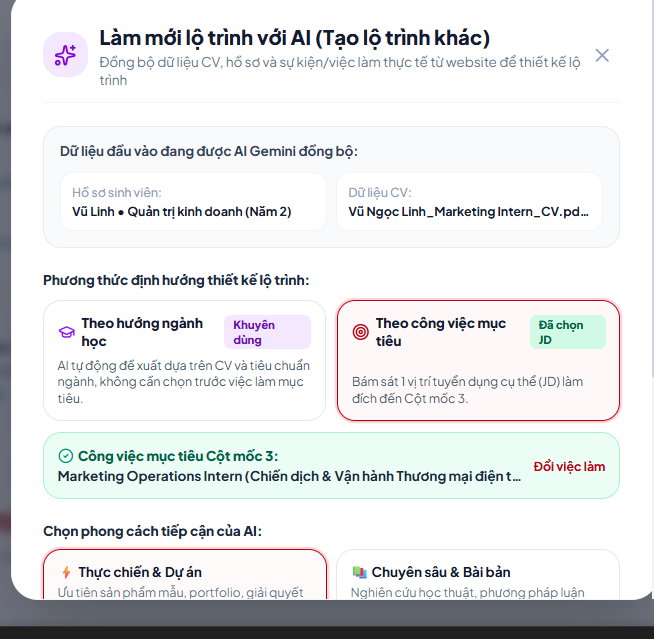 Làm mới lộ trình với AI (Tạo lộ trình khác)
Đồng bộ dữ liệu CV, hồ sơ và sự kiện/việc làm thực tế từ website để thiết kế lộ
trình
Dữ liệu đầu vào đang được AI Gemini đồng bộ:
Hồ sơ sinh viên:
Vũ Linh • Quản trị kinh doanh (Năm 2)
Dữ liệu CV:
Vũ Ngọc Linh_Marketing Intern_CV.pd...
Phương thức định hướng thiết kế lộ trình:
Theo hướng ngành
học
Khuyên
dùng
AI tự động đề xuất dựa trên CV và tiêu chuẩn
ngành, không cần chọn trước việc làm mục
tiêu.
Theo công việc mục
tiêu
Đã chọn
JD
Bám sát 1 vị trí tuyển dụng cụ thể (JD) làm
đích đến Cột mốc 3.
Công việc mục tiêu Cột mốc 3:
Marketing Operations Intern (Chiến dịch & Vận hành Thương mại điện t...
Đổi việc làm
Chọn phong cách tiếp cận của AI:
Thực chiến & Dự án
Ưu tiên sản phẩm mẫu, portfolio, giải quyết
Chuyên sâu & Bài bản
Nghiên cứu học thuật, phương pháp luận